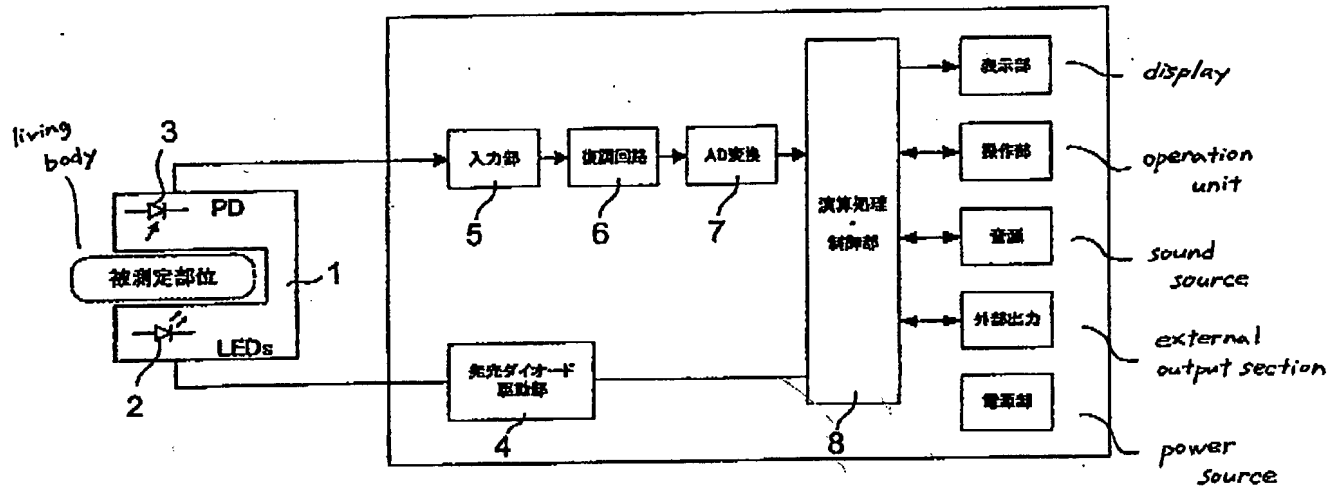 living
body
3
PD
被測定部位
1
LEDs
2
入力部
5
復調回路
6
AD変換
7
発光ダイオード
駆動部
4
演算処理
・
制御部
8
表示部
display
操作部
operation
unit
音源
sound
source
外部出力
external
output section
電源部
power
source